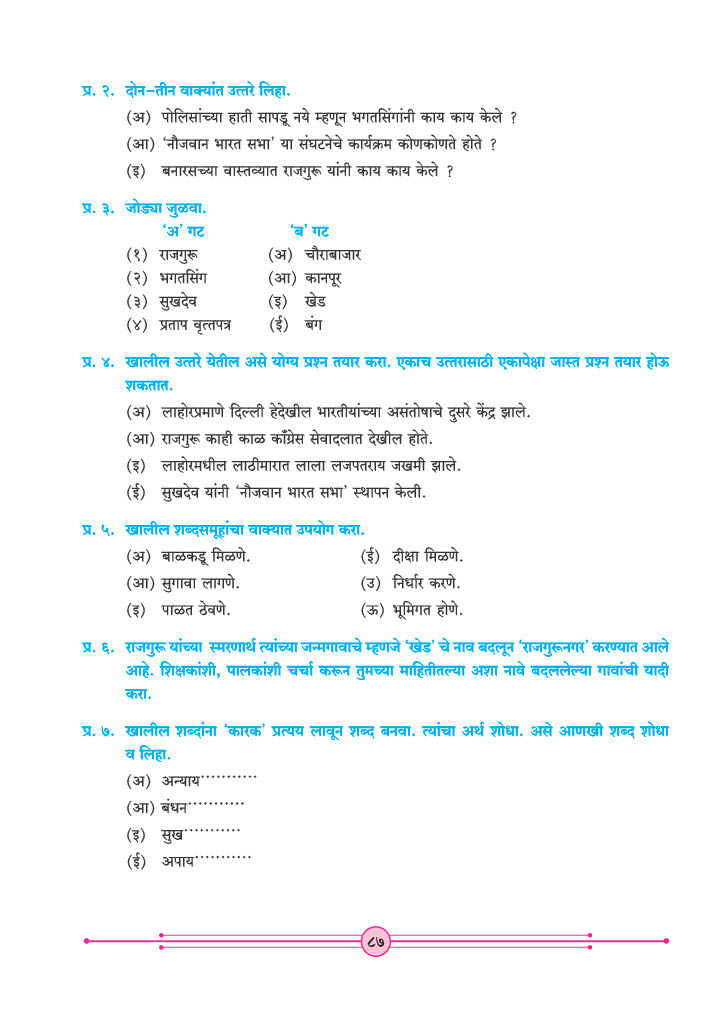 प्र. २. दोन-तीन वाक्यांत उत्तरे लिहा.
(अ) पोलिसांच्या हाती सापडू नये म्हणून भगतसिंगांनी काय काय केले ?
(आ) ‘नौजवान भारत सभा’ या संघटनेचे कार्यक्रम कोणकोणते होते ?
(इ) बनारसच्या वास्तव्यात राजगुरू यांनी काय काय केले ?
प्र. ३. जोड्या जुळवा.
‘अ’ गट ‘ब’ गट
(१) राजगुरू (अ) चौराबाजार
(२) भगतसिंग (आ) कानपूर
(३) सुखदेव (इ) खेड
(४) प्रताप वृत्तपत्र (ई) बंग
प्र. ४. खालील उत्तरे येतील असे योग्य प्रश्न तयार करा. एकाच उत्तरासाठी एकापेक्षा जास्त प्रश्न तयार होऊ
शकतात.
(अ) लाहोरप्रमाणे दिल्ली हेदेखील भारतीयांच्या असंतोषाचे दुसरे केंद्र झाले.
(आ) राजगुरू काही काळ काँग्रेस सेवादलात देखील होते.
(इ) लाहोरमधील लाठीमारात लाला लजपतराय जखमी झाले.
(ई) सुखदेव यांनी ‘नौजवान भारत सभा’ स्थापन केली.
प्र. ५. खालील शब्दसमूहांचा वाक्यात उपयोग करा.
(अ) बाळकडू मिळणे. (ई) दीक्षा मिळणे.
(आ) सुगावा लागणे. (उ) निर्धार करणे.
(इ) पाळत ठेवणे. (ऊ) भूमिगत होणे.
प्र. ६. राजगुरू यांच्या स्मरणार्थ त्यांच्या जन्मगावाचे म्हणजे ‘खेड’ चे नाव बदलून ‘राजगुरूनगर’ करण्यात आले
आहे. शिक्षकांशी, पालकांशी चर्चा करून तुमच्या माहितीतल्या अशा नावे बदललेल्या गावांची यादी
करा.
प्र. ७. खालील शब्दांना ‘कारक’ प्रत्यय लावून शब्द बनवा. त्यांचा अर्थ शोधा. असे आणखी शब्द शोधा
व लिहा.
(अ) अन्याय...........
(आ) बंधन...........
(इ) सुख...........
(ई) अपाय...........
८७